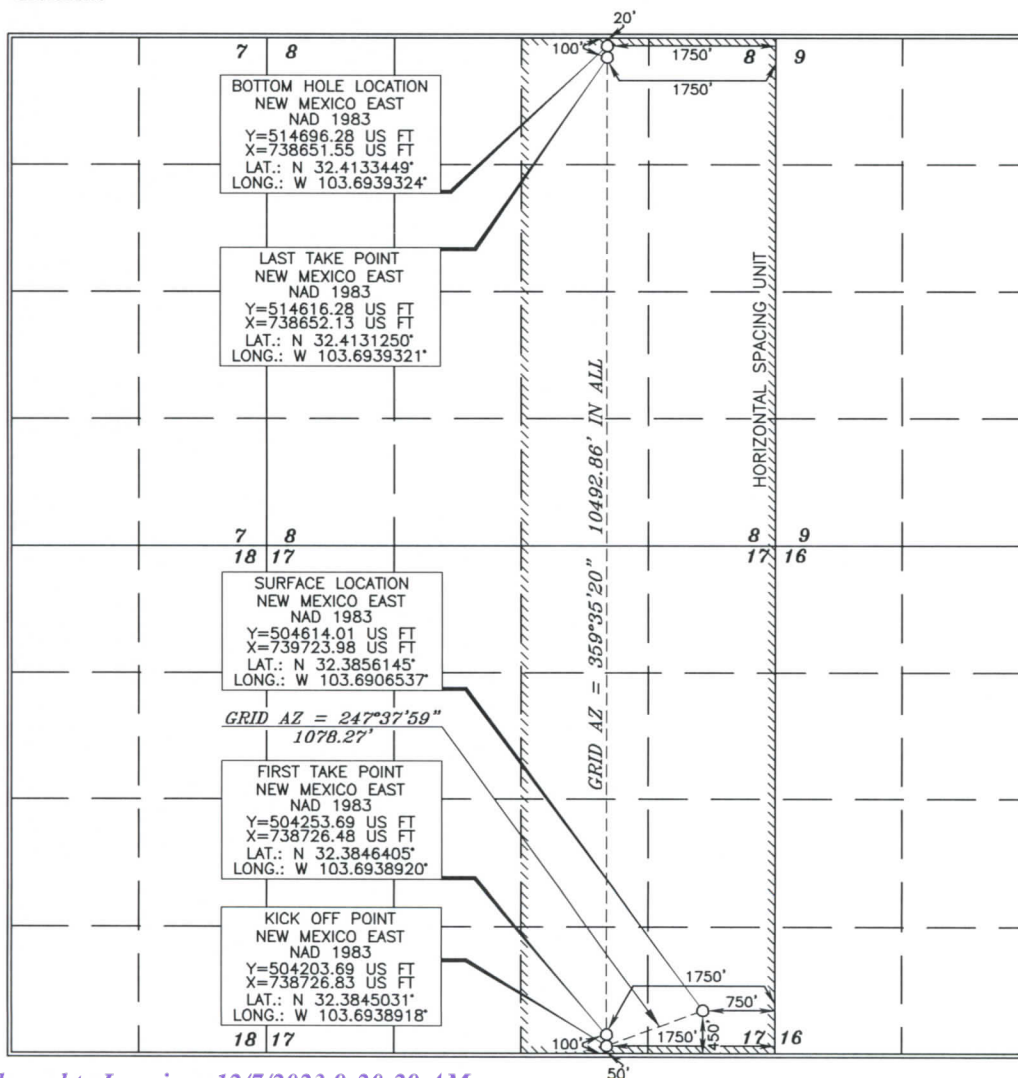 20'
7 8
100'
1750'
8 9
1750'
BOTTOM HOLE LOCATION
NEW MEXICO EAST
NAD 1983
Y=514696.28 US FT
X=738651.55 US FT
LAT.: N 32.4133449°
LONG.: W 103.6939324°
LAST TAKE POINT
NEW MEXICO EAST
NAD 1983
Y=514616.28 US FT
X=738652.13 US FT
LAT.: N 32.4131250°
LONG.: W 103.6939321°
HORIZONTAL SPACING UNIT
GRID AZ = 359°35'20" 10492.86' IN ALL
7 8
18 17
8 9
17 16
SURFACE LOCATION
NEW MEXICO EAST
NAD 1983
Y=504614.01 US FT
X=739723.98 US FT
LAT.: N 32.3856145°
LONG.: W 103.6906537°
GRID AZ = 247°37'59"
1078.27'
FIRST TAKE POINT
NEW MEXICO EAST
NAD 1983
Y=504253.69 US FT
X=738726.48 US FT
LAT.: N 32.3846405°
LONG.: W 103.6938920°
KICK OFF POINT
NEW MEXICO EAST
NAD 1983
Y=504203.69 US FT
X=738726.83 US FT
LAT.: N 32.3845031°
LONG.: W 103.6938918°
1750'
750'
450'
1750'
18 17
100'
17 16
50'
12/7/2023 9:20:20 AM